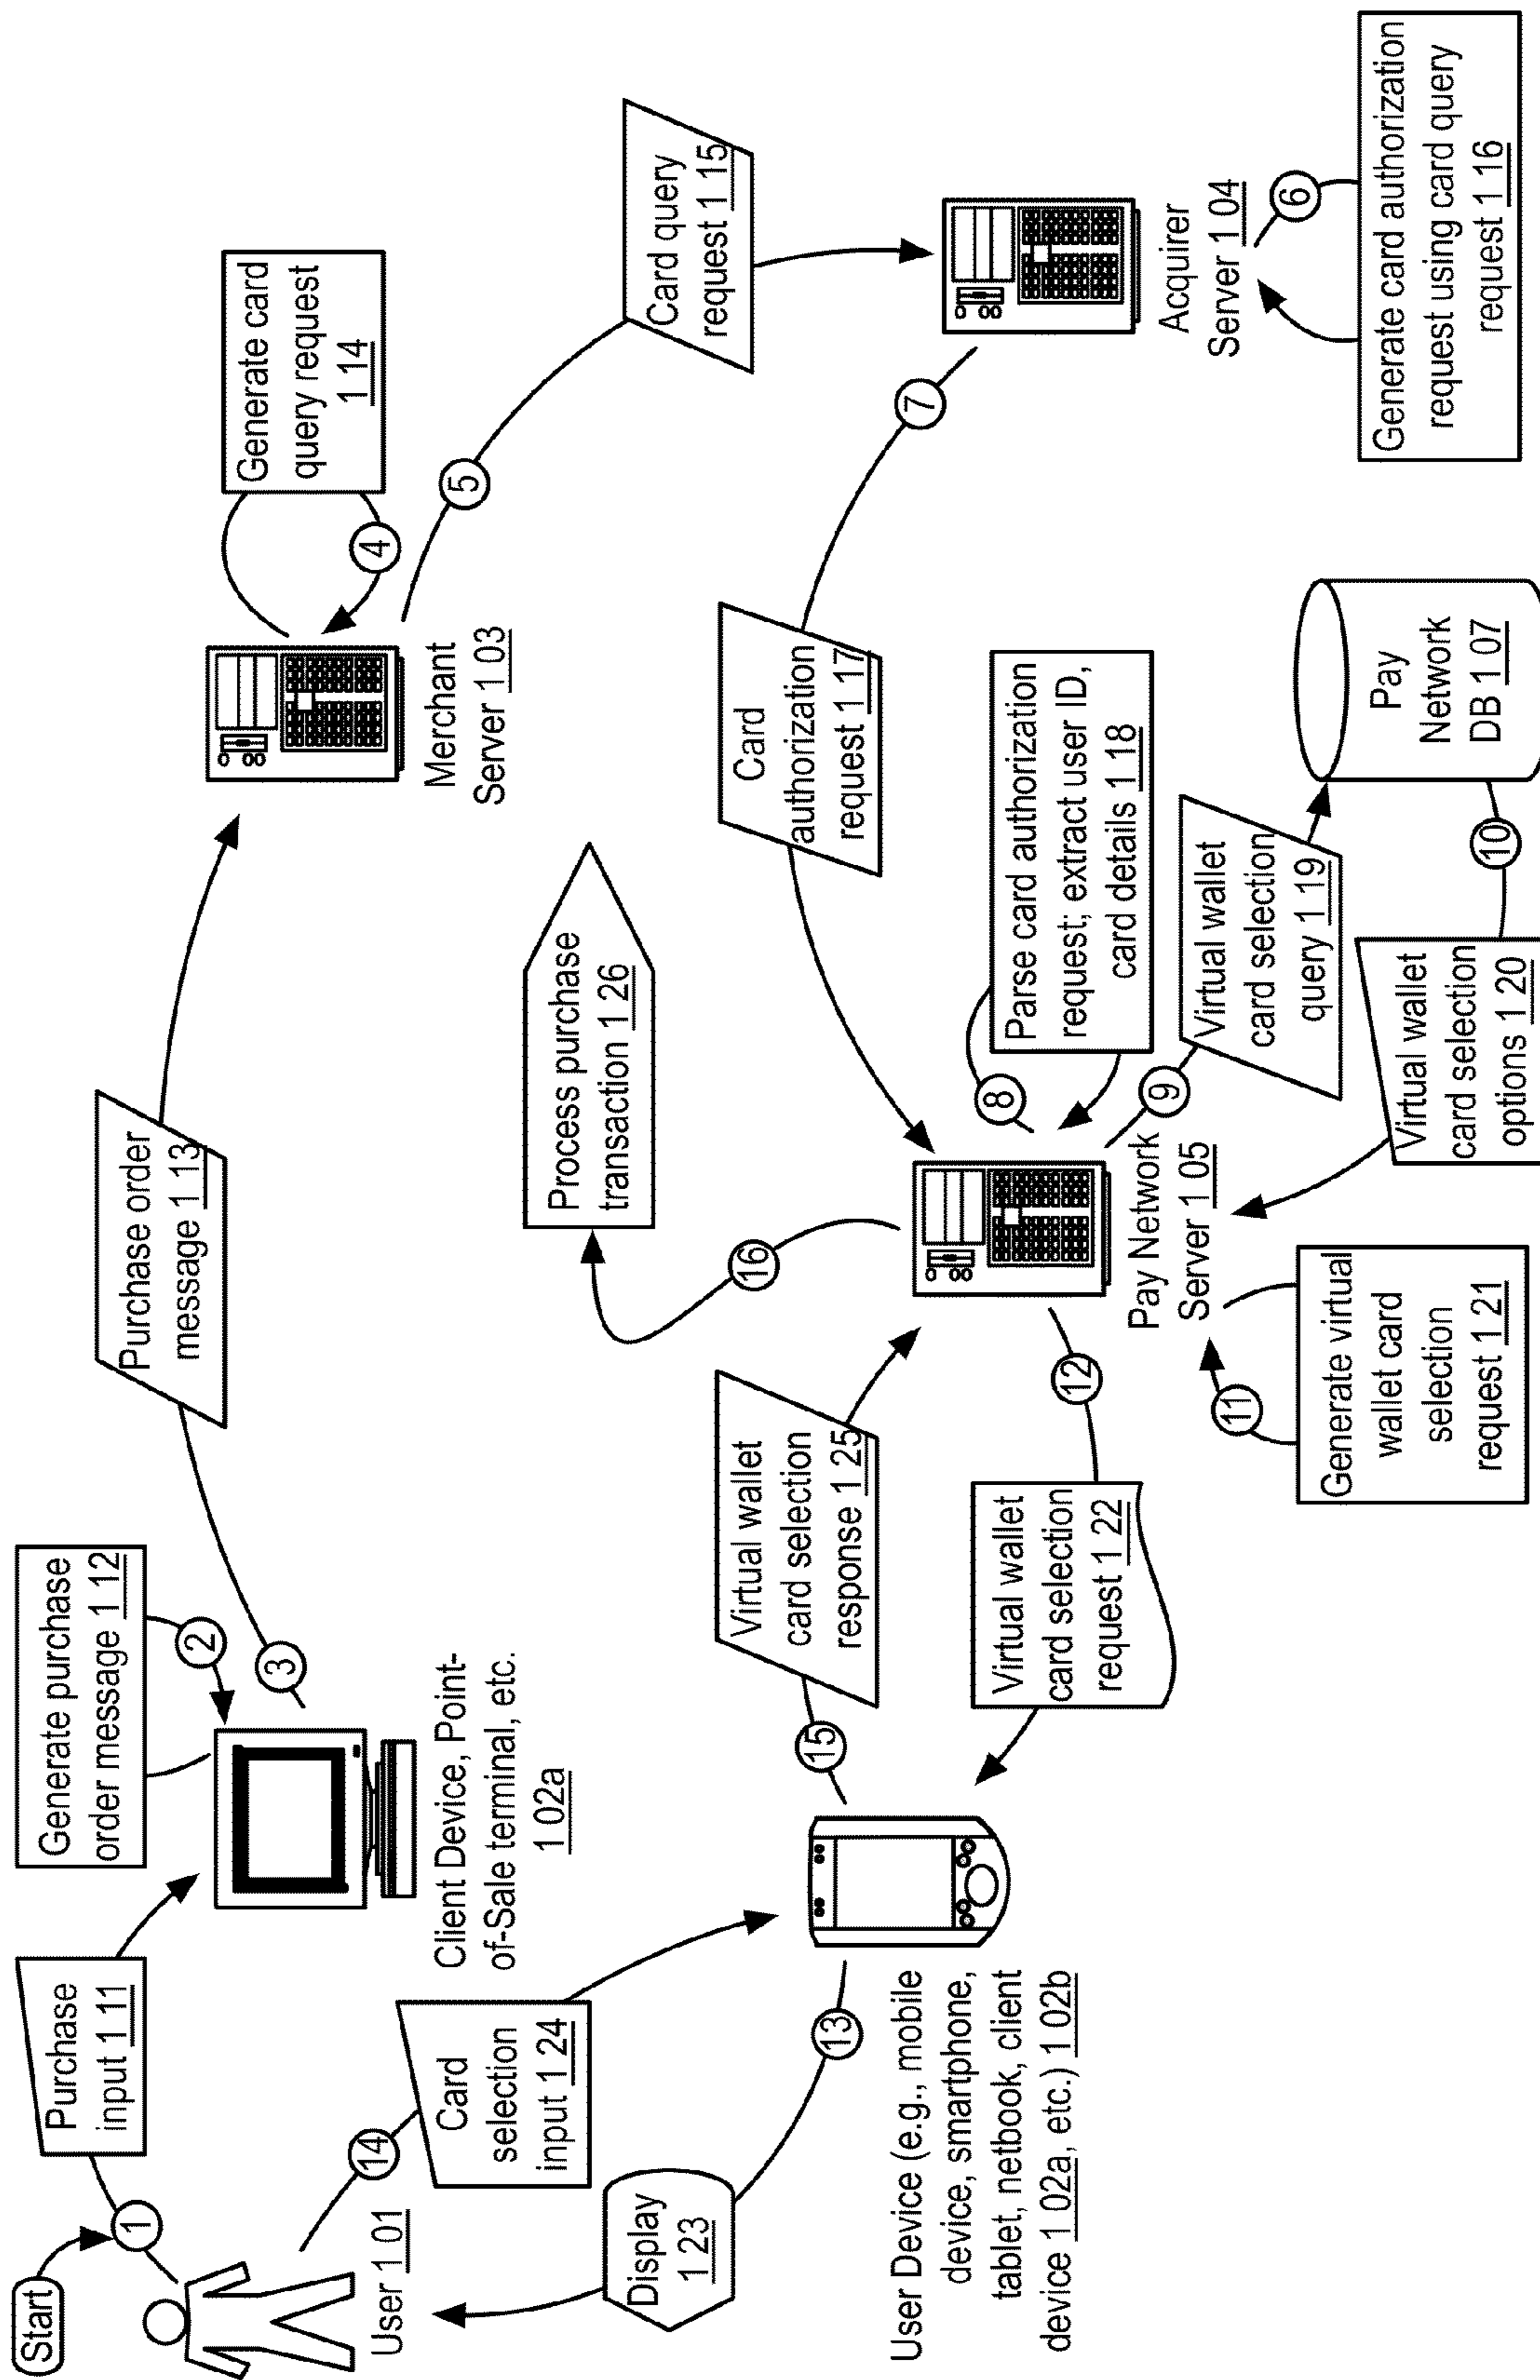 Start
1
Purchase
input 1 11
Generate purchase
order message 1 12
2
3
Purchase order
message 1 13
Generate card
query request
1 14
4
5
Card query
request 1 15
User 1 01
Client Device, Point-
of-Sale terminal, etc.
1 02a
Merchant
Server 1 03
14
Card
selection
input 1 24
Process purchase
transaction 1 26
16
Card
authorization
request 1 17
7
Acquirer
Server 1 04
6
Generate card authorization
request using card query
request 1 16
Display
1 23
13
15
Virtual wallet
card selection
response 1 25
Virtual wallet
card selection
request 1 22
12
Pay Network
Server 1 05
8
Parse card authorization
request; extract user ID,
card details 1 18
9
Virtual wallet
card selection
query 1 19
Pay
Network
DB 1 07
10
Virtual wallet
card selection
options 1 20
11
Generate virtual
wallet card
selection
request 1 21
User Device (e.g., mobile
device, smartphone,
tablet, netbook, client
device 1 02a, etc.) 1 02b